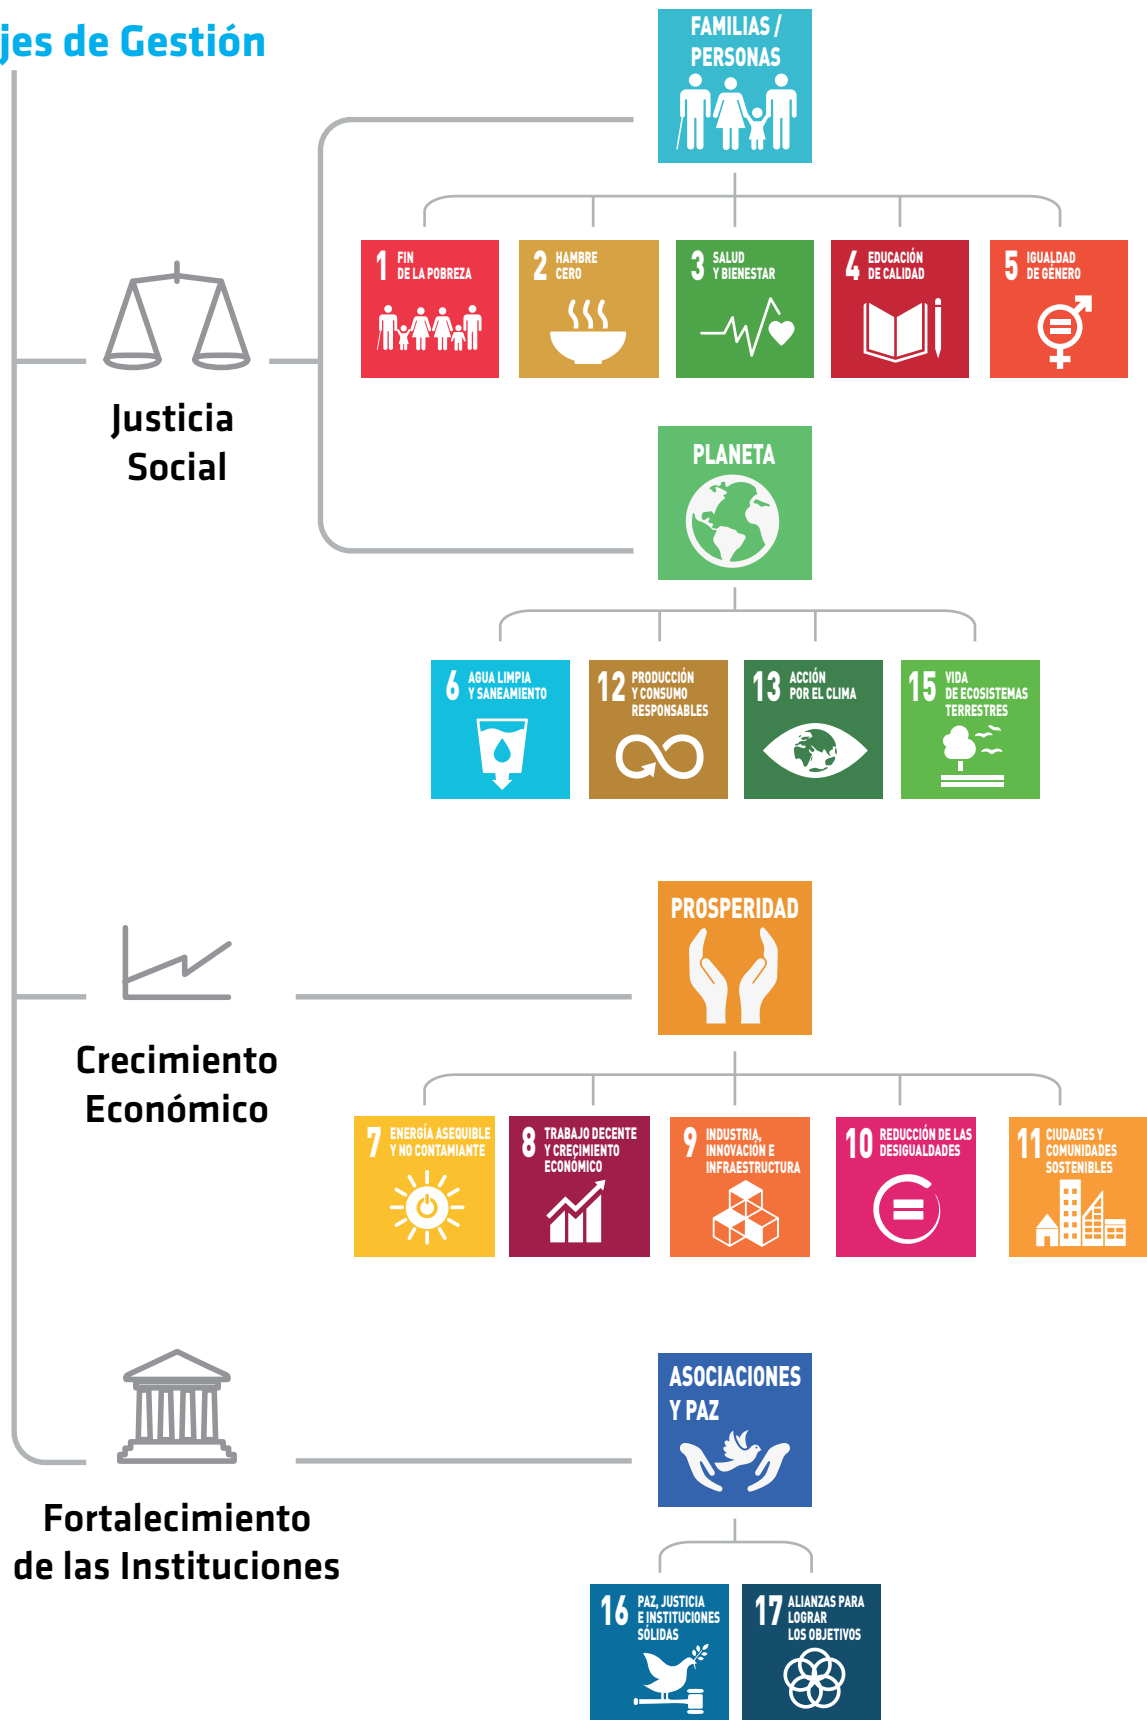 jes de Gestión
FAMILIAS /
PERSONAS
1 FIN
DE LA POBREZA
2 HAMBRE
CERO
3 SALUD
Y BIENESTAR
4 EDUCACIÓN
DE CALIDAD
5 IGUALDAD
DE GÉNERO
Justicia
Social
PLANETA
6 AGUA LIMPIA
Y SANEAMIENTO
12 PRODUCCIÓN
Y CONSUMO
RESPONSABLES
13 ACCIÓN
POR EL CLIMA
15 VIDA
DE ECOSISTEMAS
TERRESTRES
PROSPERIDAD
Crecimiento
Económico
7 ENERGÍA ASEQUIBLE
Y NO CONTAMIANTE
8 TRABAJO DECENTE
Y CRECIMIENTO
ECONÓMICO
9 INDUSTRIA,
INNOVACIÓN E
INFRAESTRUCTURA
10 REDUCCIÓN DE LAS
DESIGUALDADES
11 CIUDADES Y
COMUNIDADES
SOSTENIBLES
ASOCIACIONES
Y PAZ
Fortalecimiento
de las Instituciones
16 PAZ, JUSTICIA
E INSTITUCIONES
SÓLIDAS
17 ALIANZAS PARA
LOGRAR
LOS OBJETIVOS